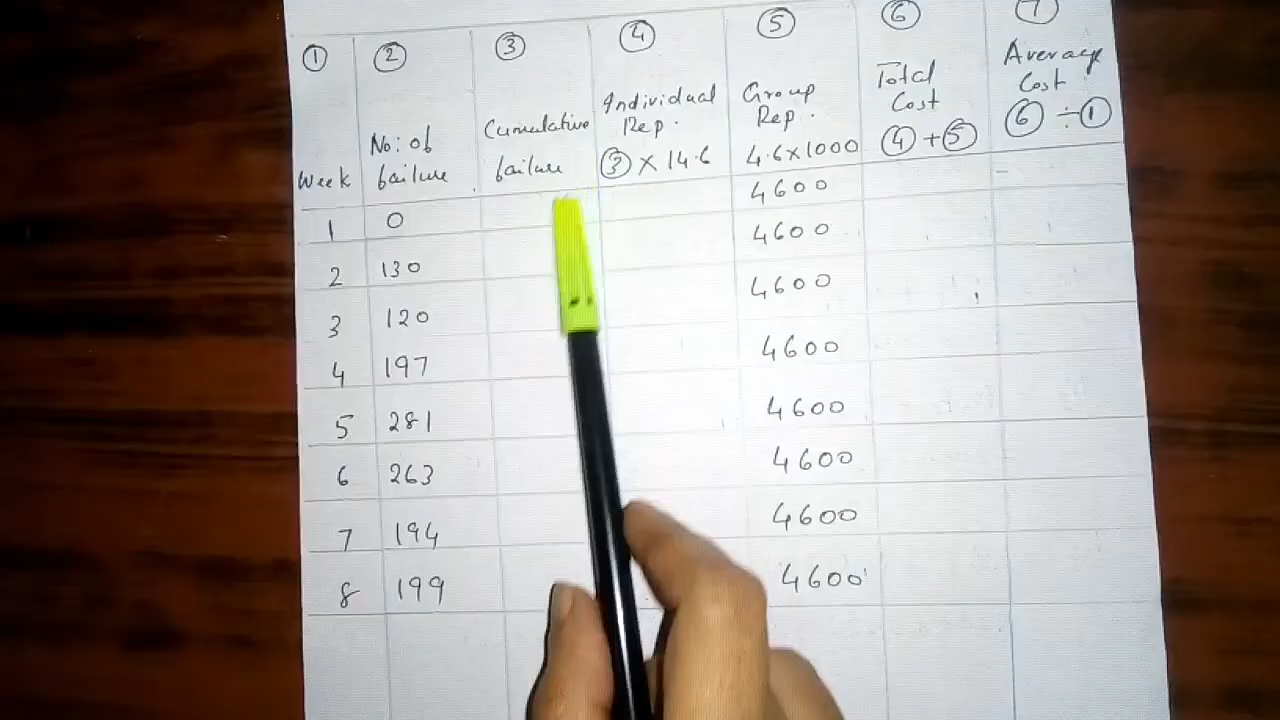 ① ② ③ ④ ⑤ ⑥ ⑦
Week
No: of
failure
Cumulative
failure
Individual
Rep.
③ × 14.6
Group
Rep.
4.6×1000
Total
Cost
④ + ⑤
Average
Cost
⑥ ÷ ①
1 0 4600
2 130 4600
3 120 4600
4 197 4600
5 281 4600
6 263 4600
7 194 4600
8 199 4600